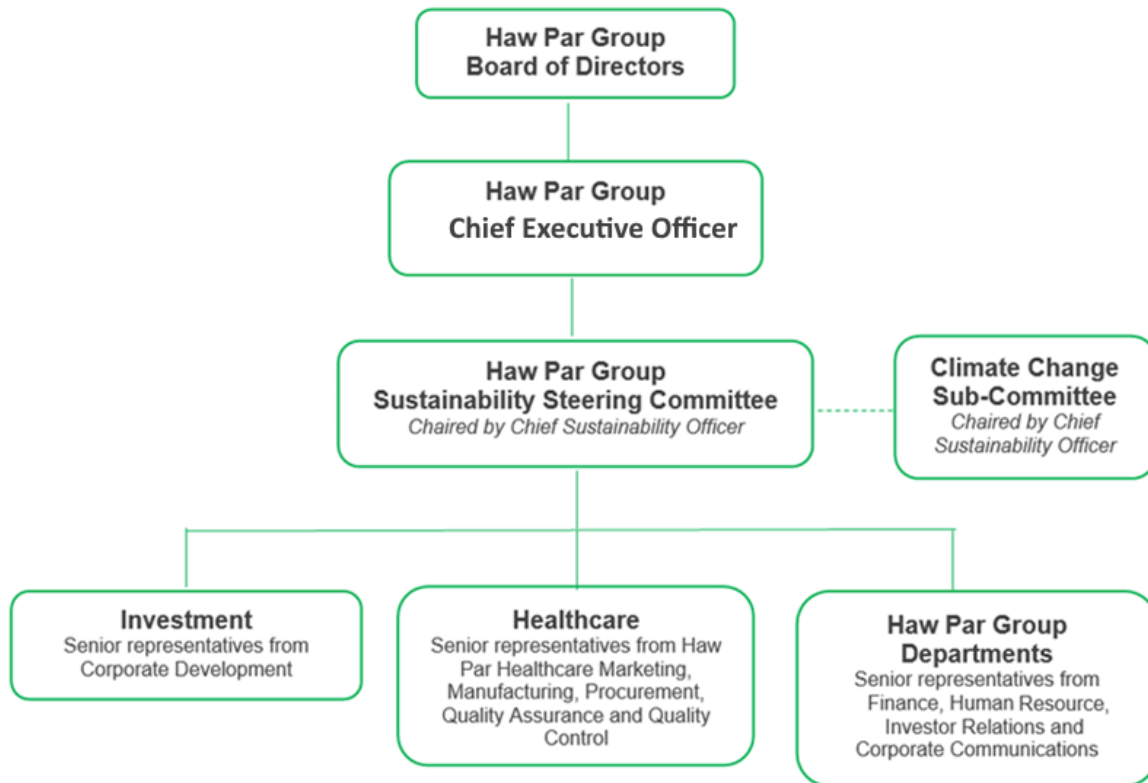 Haw Par Group
Board of Directors
Haw Par Group
Chief Executive Officer
Haw Par Group
Sustainability Steering Committee
Chaired by Chief Sustainability Officer
Climate Change
Sub-Committee
Chaired by Chief
Sustainability Officer
Investment
Senior representatives from
Corporate Development
Healthcare
Senior representatives from Haw
Par Healthcare Marketing,
Manufacturing, Procurement,
Quality Assurance and Quality
Control
Haw Par Group
Departments
Senior representatives from
Finance, Human Resource,
Investor Relations and
Corporate Communications